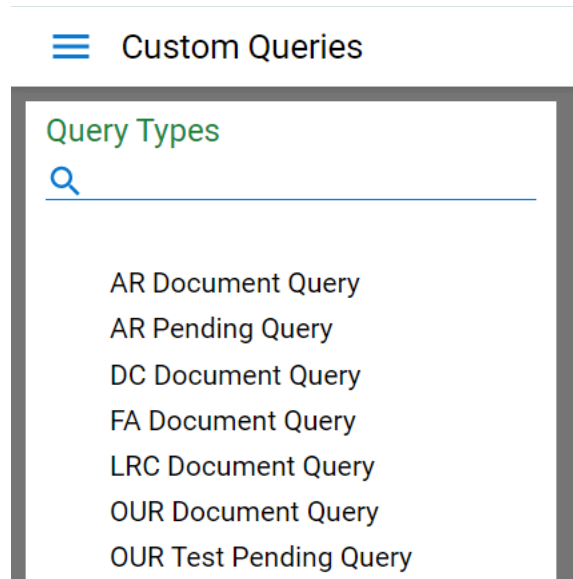 Custom Queries
Query Types
AR Document Query
AR Pending Query
DC Document Query
FA Document Query
LRC Document Query
OUR Document Query
OUR Test Pending Query